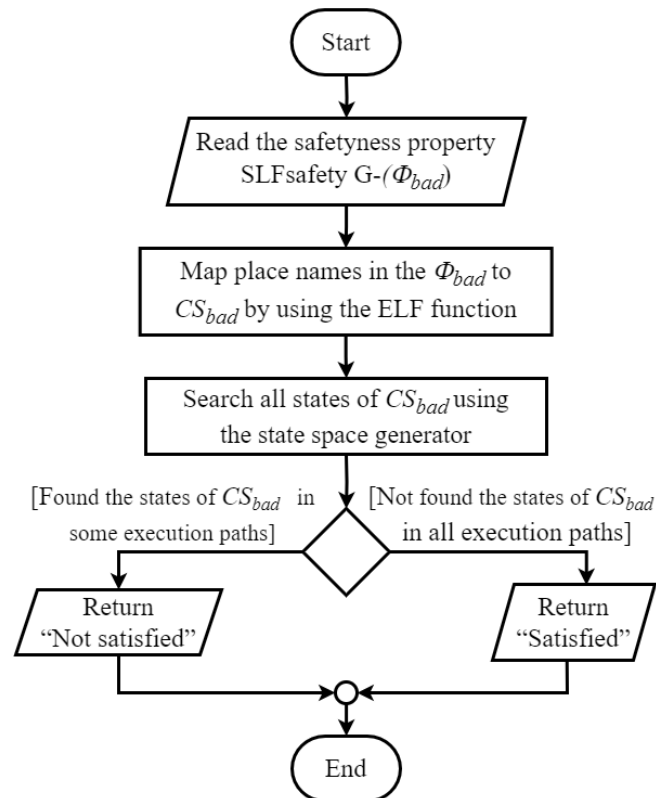 Start
Read the safetyness property
SLFsafety G-(Φbad)
Map place names in the Φbad to
CSbad by using the ELF function
Search all states of CSbad using
the state space generator
[Found the states of CSbad in
some execution paths]
[Not found the states of CSbad
in all execution paths]
Return
“Not satisfied”
Return
“Satisfied”
End